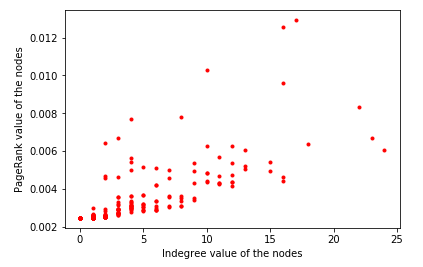 0.012
0.010
0.008
0.006
0.004
0.002
PageRank value of the nodes
0 5 10 15 20 25
Indegree value of the nodes